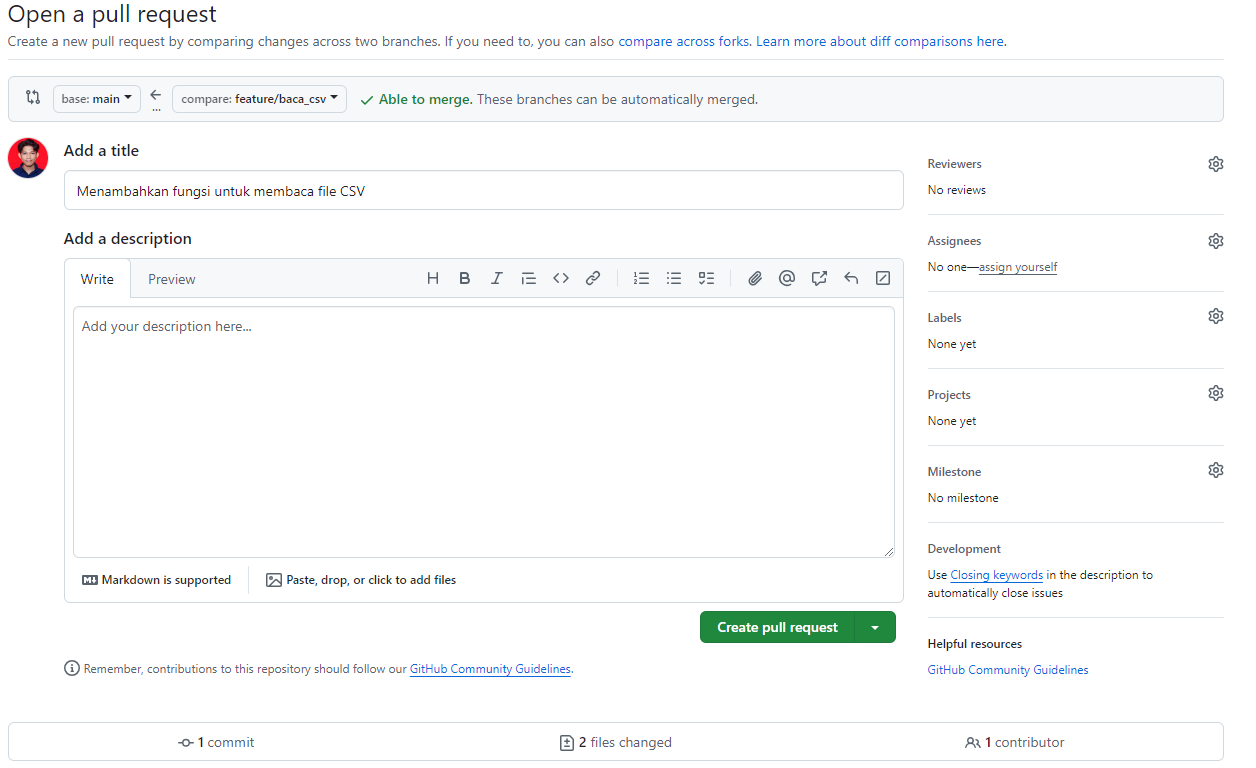 Open a pull request
Create a new pull request by comparing changes across two branches. If you need to, you can also compare across forks. Learn more about diff comparisons here.
base: main
...
compare: feature/baca_csv
Able to merge. These branches can be automatically merged.
Add a title
Menambahkan fungsi untuk membaca file CSV
Add a description
Write
Preview
Add your description here...
Markdown is supported
Paste, drop, or click to add files
Create pull request
Remember, contributions to this repository should follow our GitHub Community Guidelines.
Reviewers
No reviews
Assignees
No one—assign yourself
Labels
None yet
Projects
None yet
Milestone
No milestone
Development
Use Closing keywords in the description to
automatically close issues
Helpful resources
GitHub Community Guidelines
1 commit
2 files changed
1 contributor